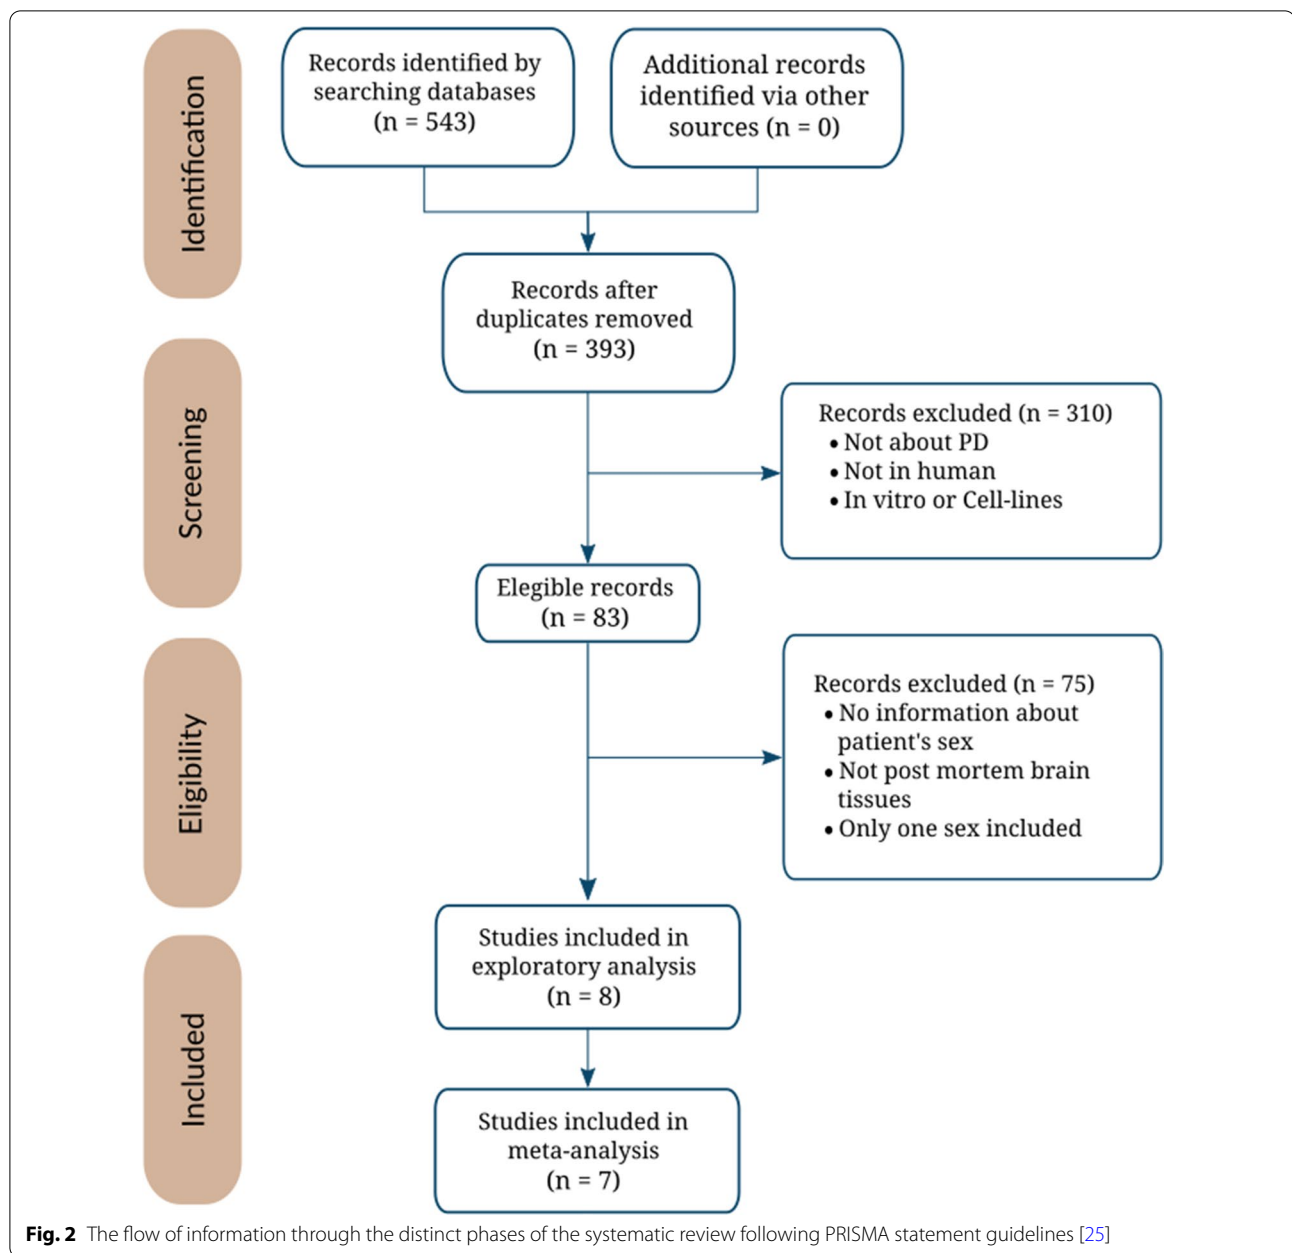 Identification
Records identified by
searching databases
(n = 543)
Additional records
identified via other
sources (n = 0)
Records after
duplicates removed
(n = 393)
Screening
Records excluded (n = 310)
• Not about PD
• Not in human
• In vitro or Cell-lines
Elegible records
(n = 83)
Eligibility
Records excluded (n = 75)
• No information about
patient's sex
• Not post mortem brain
tissues
• Only one sex included
Included
Studies included in
exploratory analysis
(n = 8)
Studies included in
meta-analysis
(n = 7)
Fig. 2 The flow of information through the distinct phases of the systematic review following PRISMA statement guidelines [25]